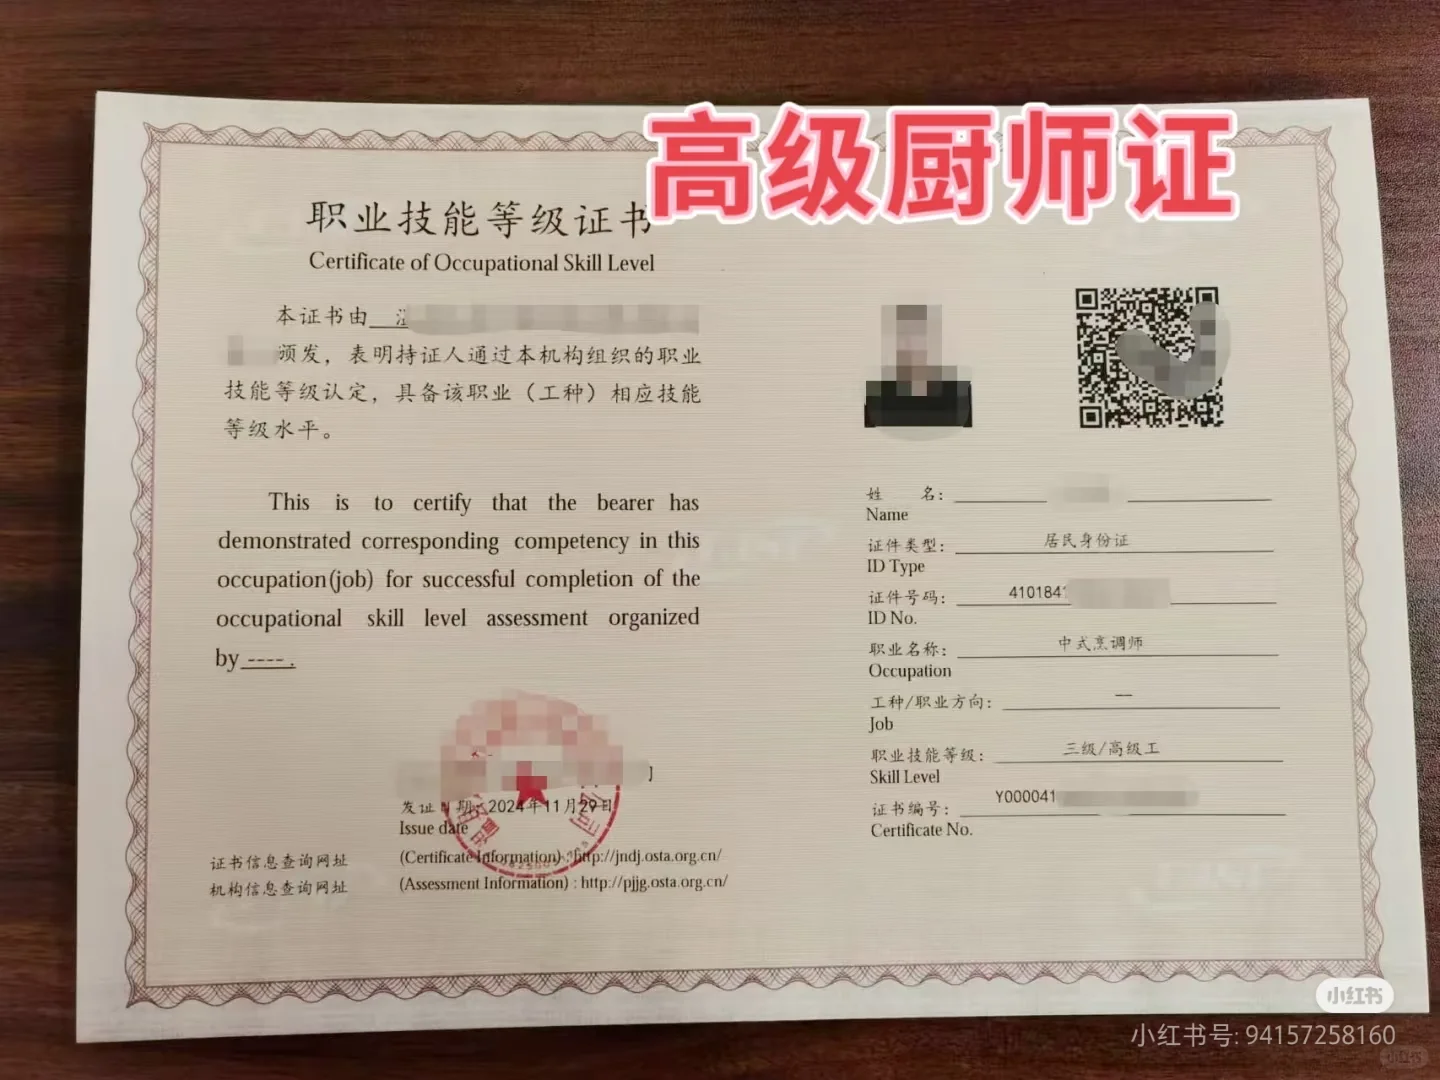 高级厨师证
职业技能等级证书
Certificate of Occupational Skill Level
本证书由
颁发，表明持证人通过本机构组织的职业
技能等级认定，具备该职业（工种）相应技能
等级水平。
This is to certify that the bearer has
demonstrated corresponding competency in this
occupation(job) for successful completion of the
occupational skill level assessment organized
by ---- .
发证日期：2024年11月29日
Issue date
证书信息查询网址 (Certificate Information) : http://jndj.osta.org.cn/
机构信息查询网址 (Assessment Information) : http://pjjg.osta.org.cn/
姓 名：
Name
证件类型： 居民身份证
ID Type
证件号码： 4101841
ID No.
职业名称： 中式烹调师
Occupation
工种/职业方向： —
Job
职业技能等级： 三级/高级工
Skill Level
证书编号： Y000041
Certificate No.
小红书
小红书号: 94157258160